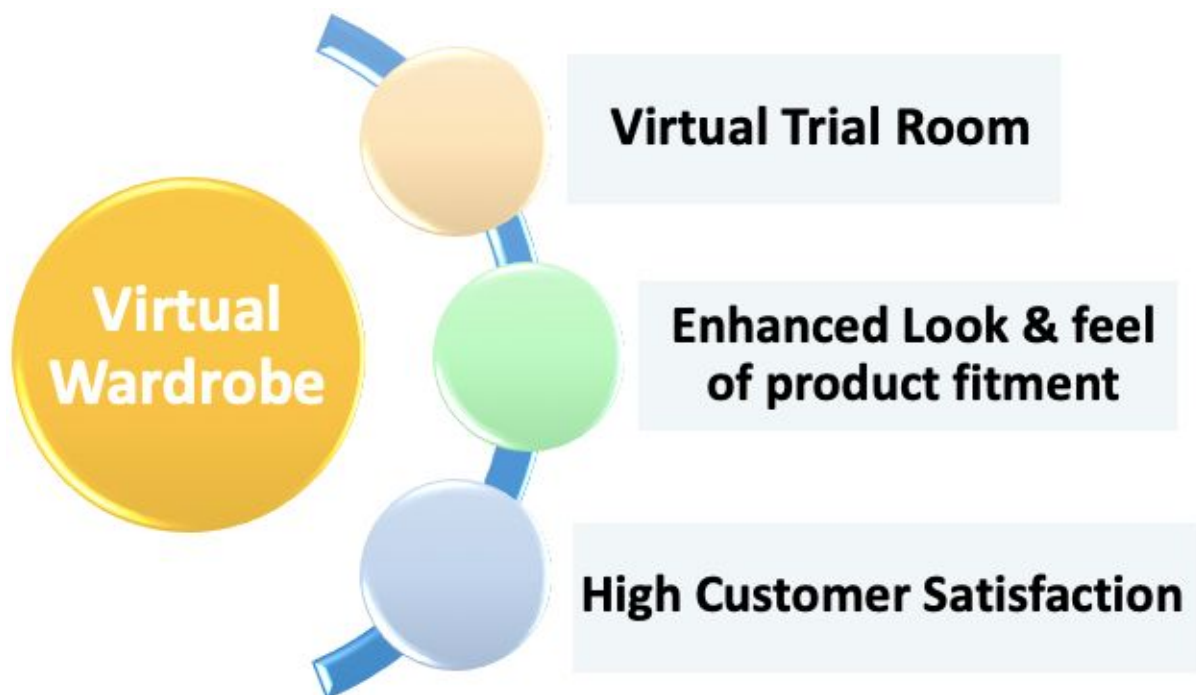 Virtual
Wardrobe
Virtual Trial Room
Enhanced Look & feel
of product fitment
High Customer Satisfaction